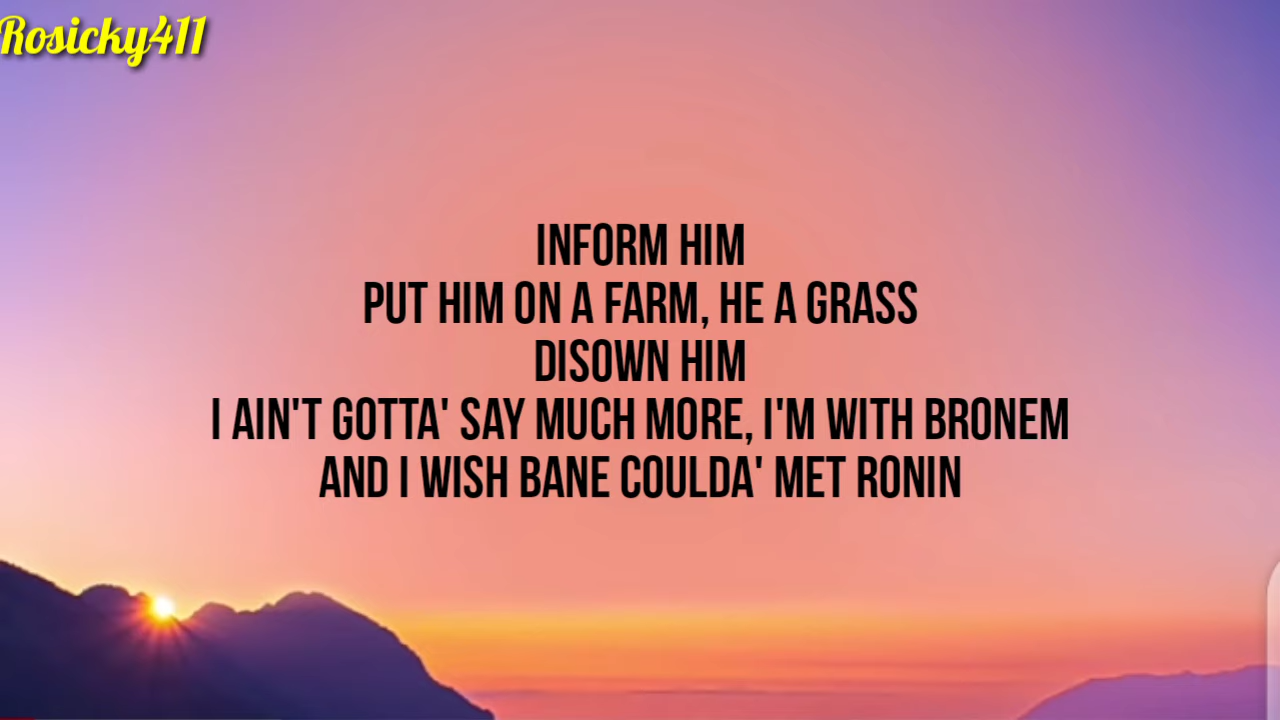 Rosicky411
INFORM HIM
PUT HIM ON A FARM, HE A GRASS
DISOWN HIM
I AIN'T GOTTA' SAY MUCH MORE, I'M WITH BRONEM
AND I WISH BANE COULDA' MET RONIN